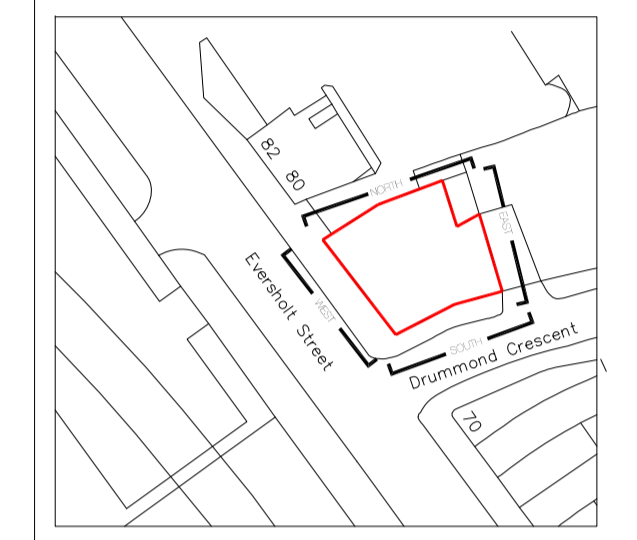 82 80
NORTH
EAST
Eversholt Street
WEST
SOUTH
Drummond Crescent
70